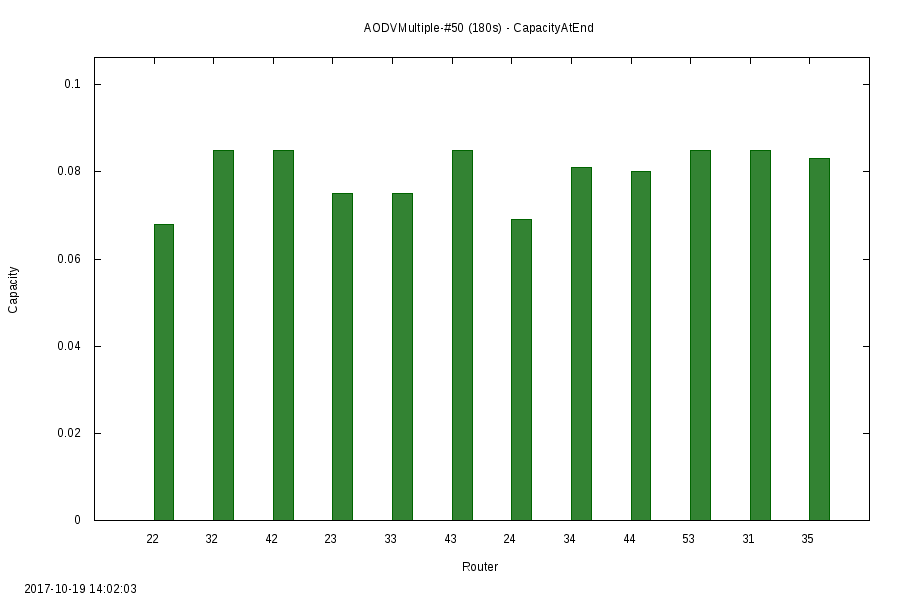 AODVMultiple-#50 (180s) - CapacityAtEnd
0.1
0.08
0.06
0.04
0.02
0
Capacity
22 32 42 23 33 43 24 34 44 53 31 35
Router
2017-10-19 14:02:03